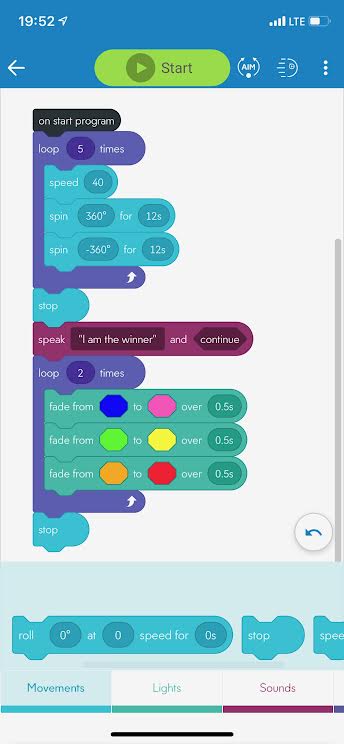 19:52 LTE
Start AIM
on start program
loop 5 times
speed 40
spin 360° for 12s
spin -360° for 12s
stop
speak "I am the winner" and continue
loop 2 times
fade from to over 0.5s
fade from to over 0.5s
fade from to over 0.5s
stop
roll 0° at 0 speed for 0s stop spee
Movements Lights Sounds